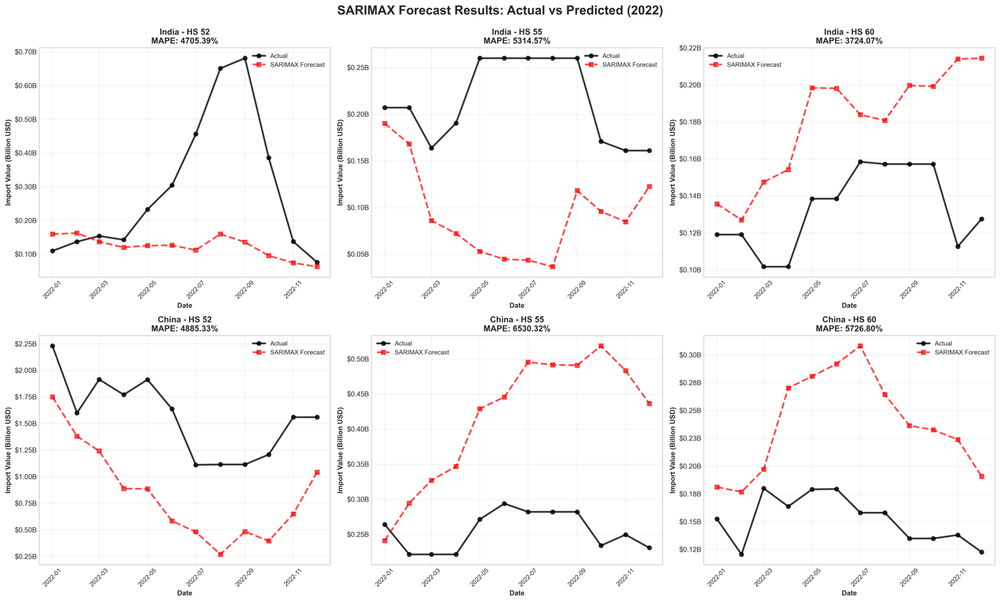 SARIMAX Forecast Results: Actual vs Predicted (2022)
India - HS 52
MAPE: 4705.39%
Import Value (Billion USD)
$0.70B
$0.60B
$0.50B
$0.40B
$0.30B
$0.20B
$0.10B
Actual
SARIMAX Forecast
2022-01
2022-03
2022-05
2022-07
2022-09
2022-11
Date
India - HS 55
MAPE: 5314.57%
Import Value (Billion USD)
$0.25B
$0.20B
$0.15B
$0.10B
$0.05B
Actual
SARIMAX Forecast
2022-01
2022-03
2022-05
2022-07
2022-09
2022-11
Date
India - HS 60
MAPE: 3724.07%
Import Value (Billion USD)
$0.22B
$0.20B
$0.18B
$0.16B
$0.14B
$0.12B
$0.10B
Actual
SARIMAX Forecast
2022-01
2022-03
2022-05
2022-07
2022-09
2022-11
Date
China - HS 52
MAPE: 4885.33%
Import Value (Billion USD)
$2.25B
$2.00B
$1.75B
$1.50B
$1.25B
$1.00B
$0.75B
$0.50B
$0.25B
Actual
SARIMAX Forecast
2022-01
2022-03
2022-05
2022-07
2022-09
2022-11
Date
China - HS 55
MAPE: 6530.32%
Import Value (Billion USD)
$0.50B
$0.45B
$0.40B
$0.35B
$0.30B
$0.25B
Actual
SARIMAX Forecast
2022-01
2022-03
2022-05
2022-07
2022-09
2022-11
Date
China - HS 60
MAPE: 5726.80%
Import Value (Billion USD)
$0.30B
$0.28B
$0.25B
$0.23B
$0.20B
$0.18B
$0.15B
$0.12B
Actual
SARIMAX Forecast
2022-01
2022-03
2022-05
2022-07
2022-09
2022-11
Date